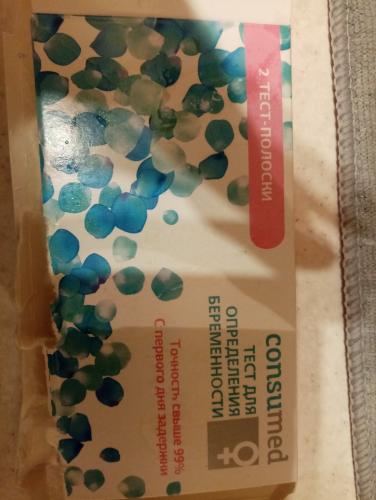 2 ТЕСТ-ПОЛОСКИ
consumed
ТЕСТ ДЛЯ
ОПРЕДЕЛЕНИЯ
БЕРЕМЕННОСТИ
Точность свыше 99%
С первого дня задержки